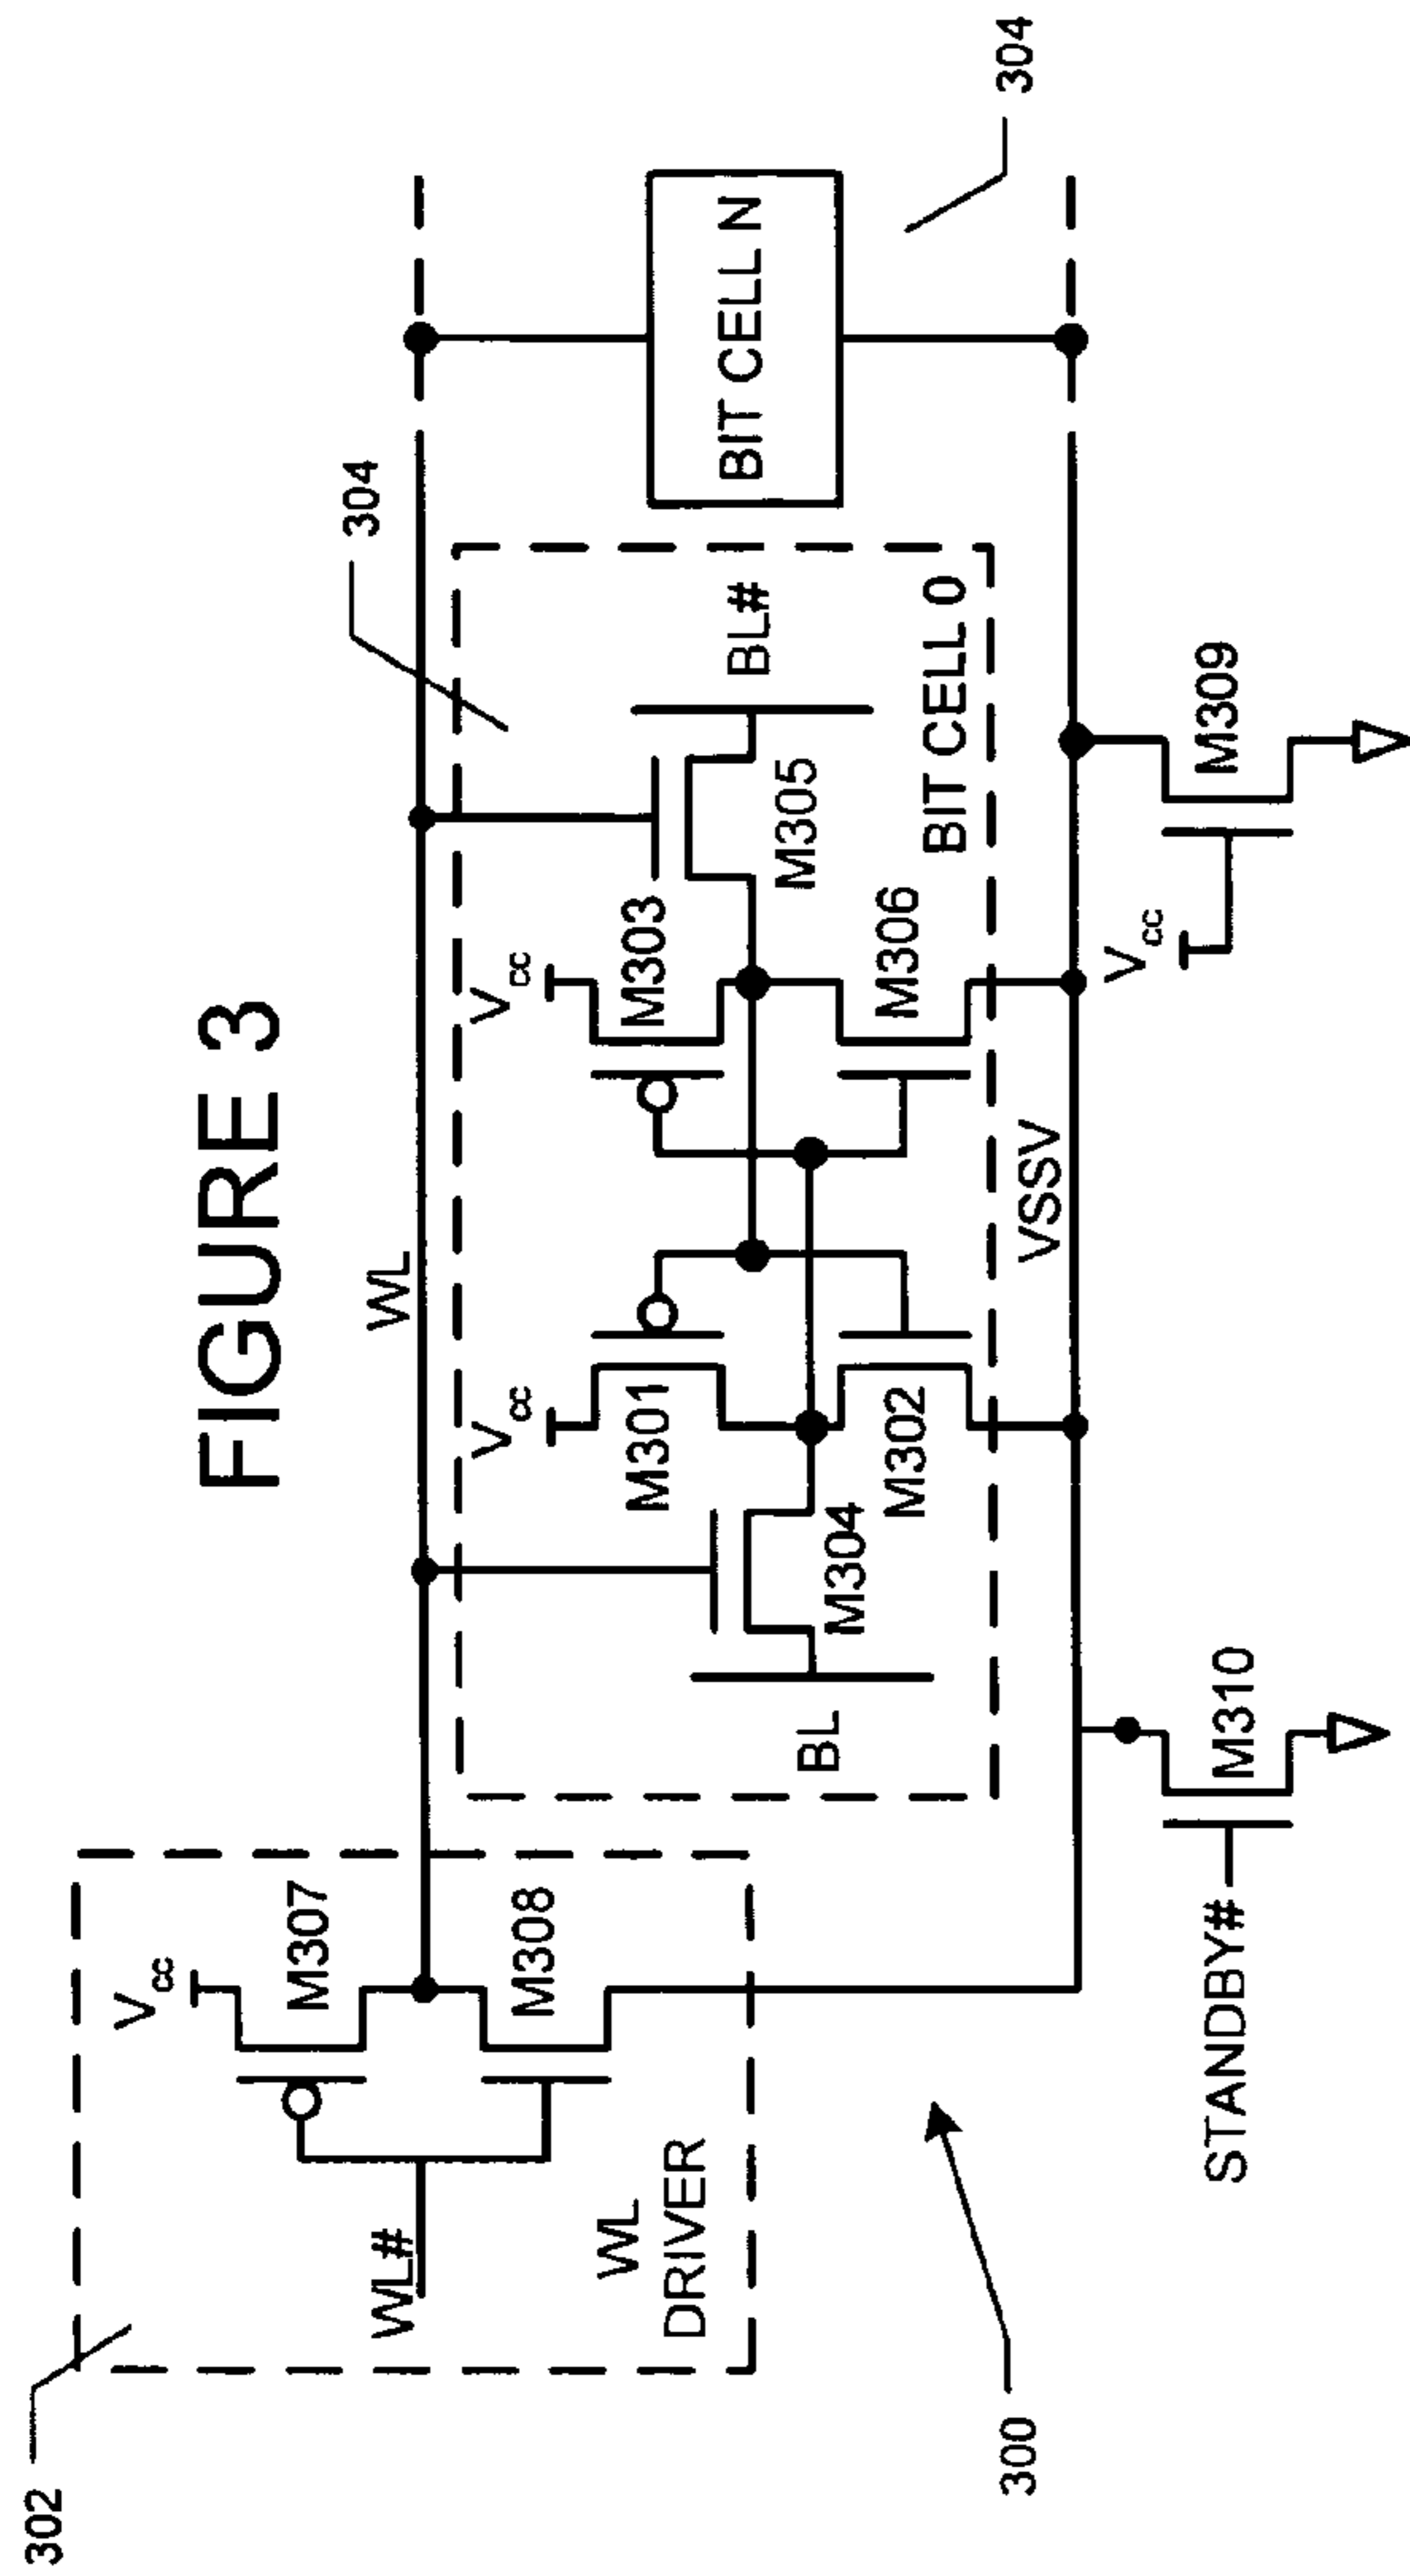 FIGURE 3
302
Vcc
M307
M308
WL#
WL
DRIVER
WL
304
Vcc
M301
M302
M304
BL
Vcc
M303
M306
M305
BL#
BIT CELL 0
BIT CELL N
304
VSSV
STANDBY#
M310
Vcc
M309
300